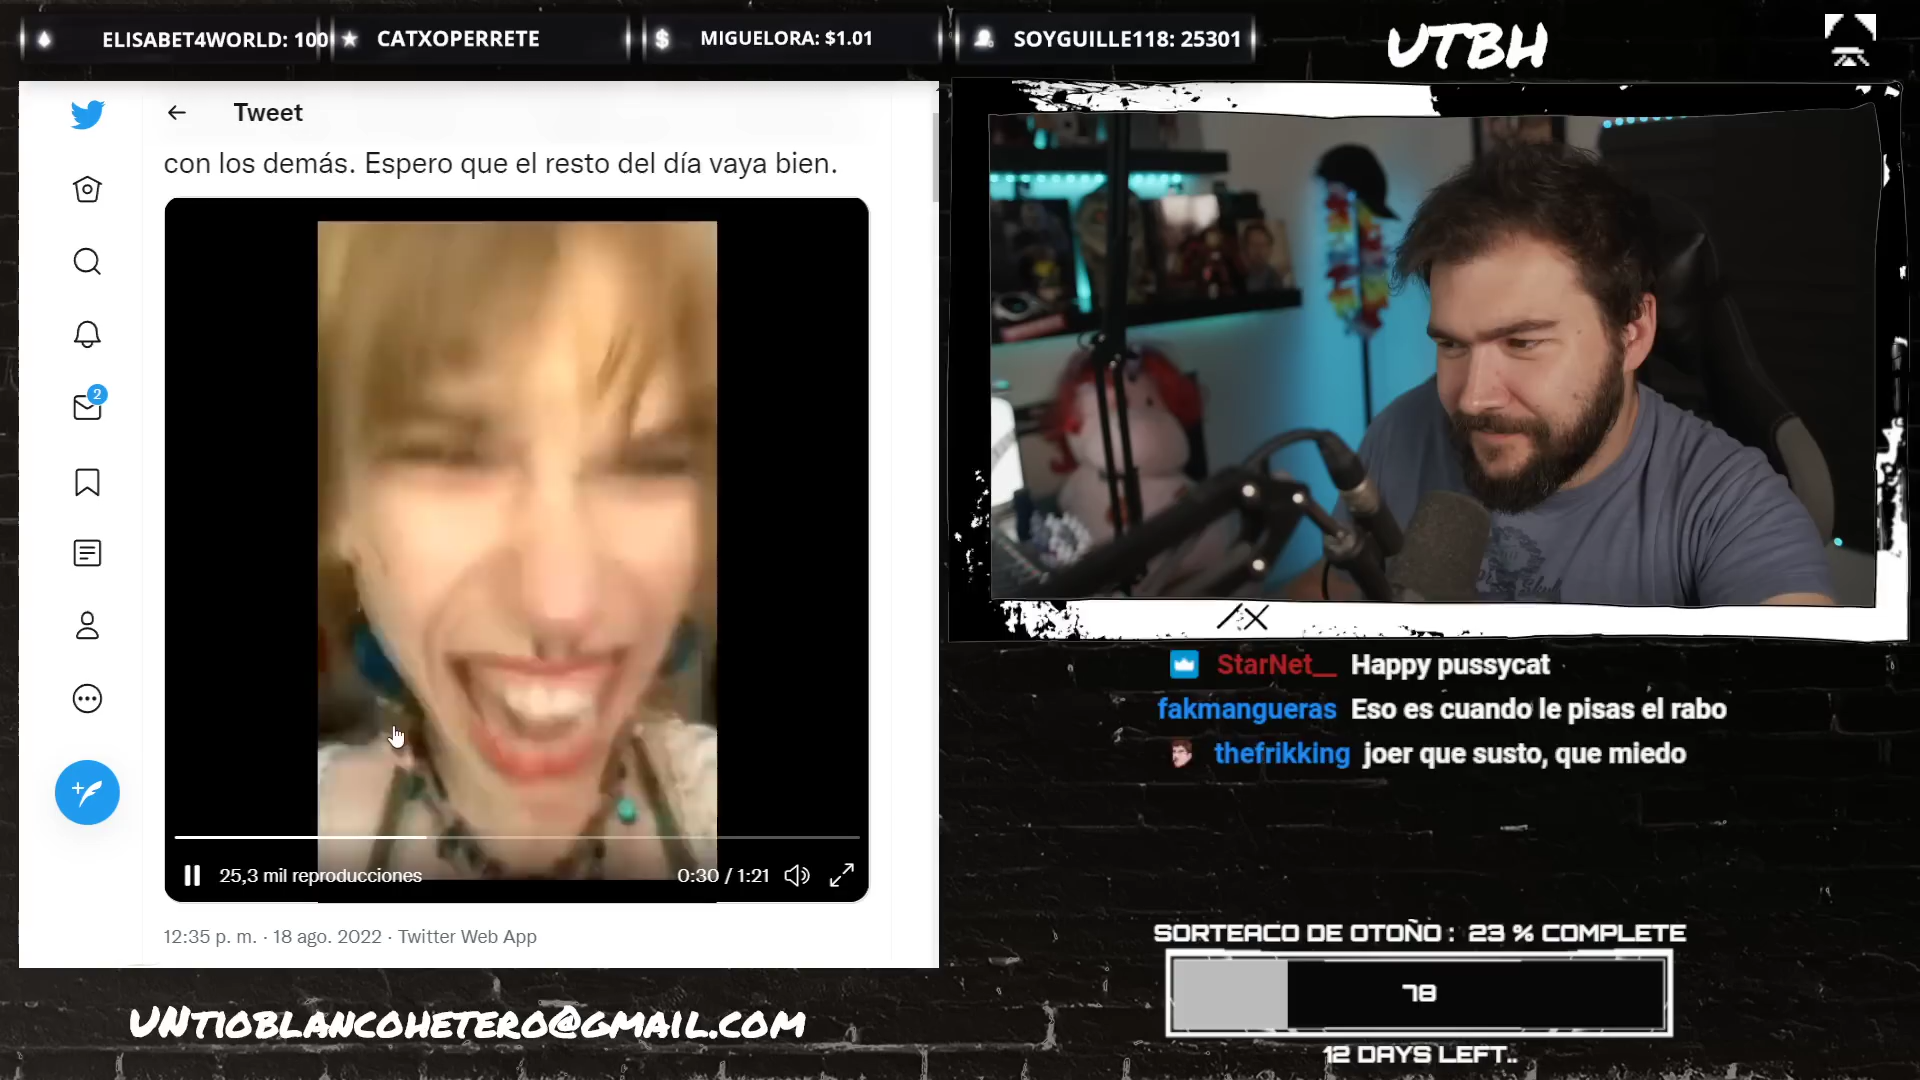 ELISABET4WORLD: 100
CATXOPERRETE
MIGUELORA: $1.01
SOYGUILLE118: 25301
UTBH
Tweet
con los demás. Espero que el resto del día vaya bien.
2
25,3 mil reproducciones
0:30 / 1:21
12:35 p. m. · 18 ago. 2022 · Twitter Web App
StarNet__ Happy pussycat
fakmangueras Eso es cuando le pisas el rabo
thefrikking joer que susto, que miedo
SORTEACO DE OTOÑO : 23 % COMPLETE
78
12 DAYS LEFT..
UNTIOBLANCOHETERO@GMAIL.COM